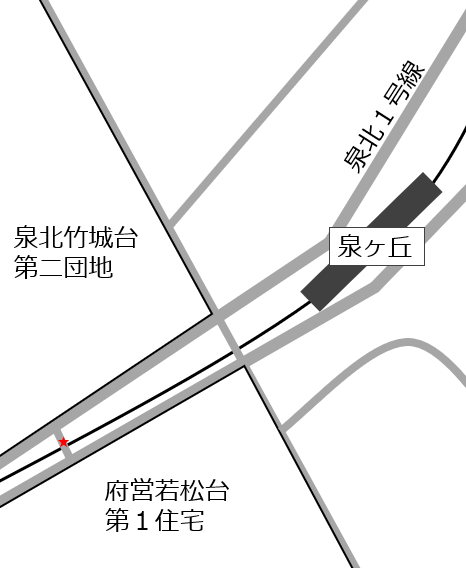 泉北１号線
泉ヶ丘
泉北竹城台
第二団地
府営若松台
第１住宅